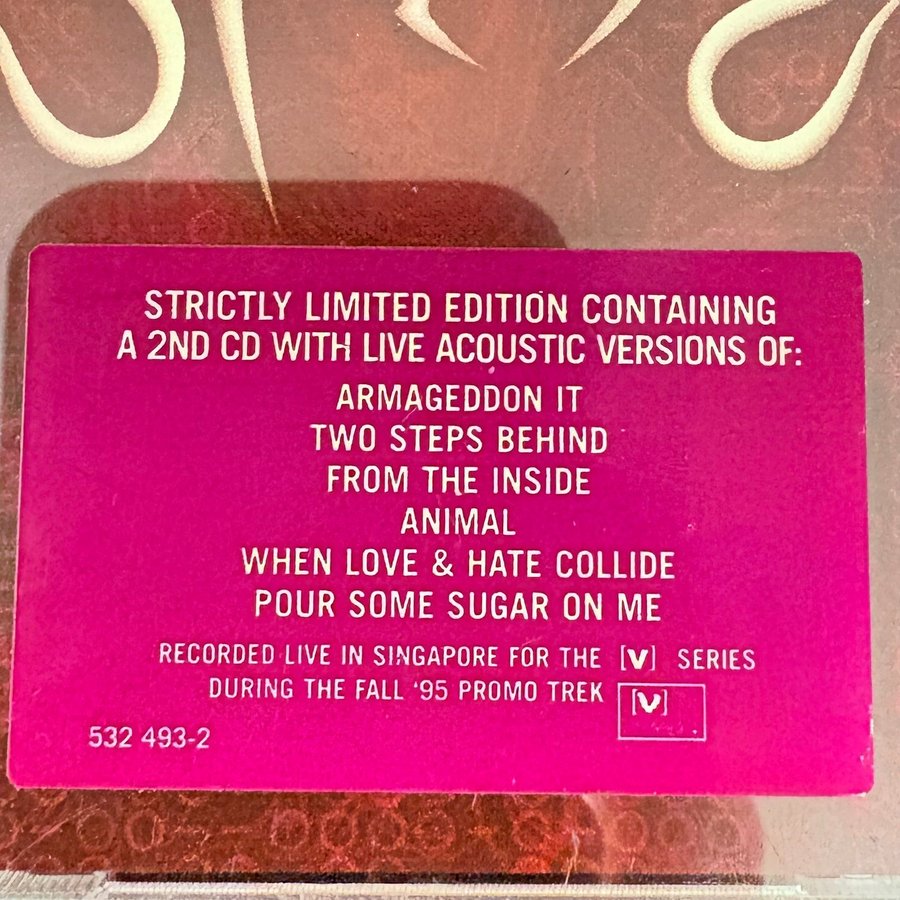 STRICTLY LIMITED EDITION CONTAINING
A 2ND CD WITH LIVE ACOUSTIC VERSIONS OF:
ARMAGEDDON IT
TWO STEPS BEHIND
FROM THE INSIDE
ANIMAL
WHEN LOVE & HATE COLLIDE
POUR SOME SUGAR ON ME
RECORDED LIVE IN SINGAPORE FOR THE [V] SERIES
DURING THE FALL '95 PROMO TREK [V]
532 493-2